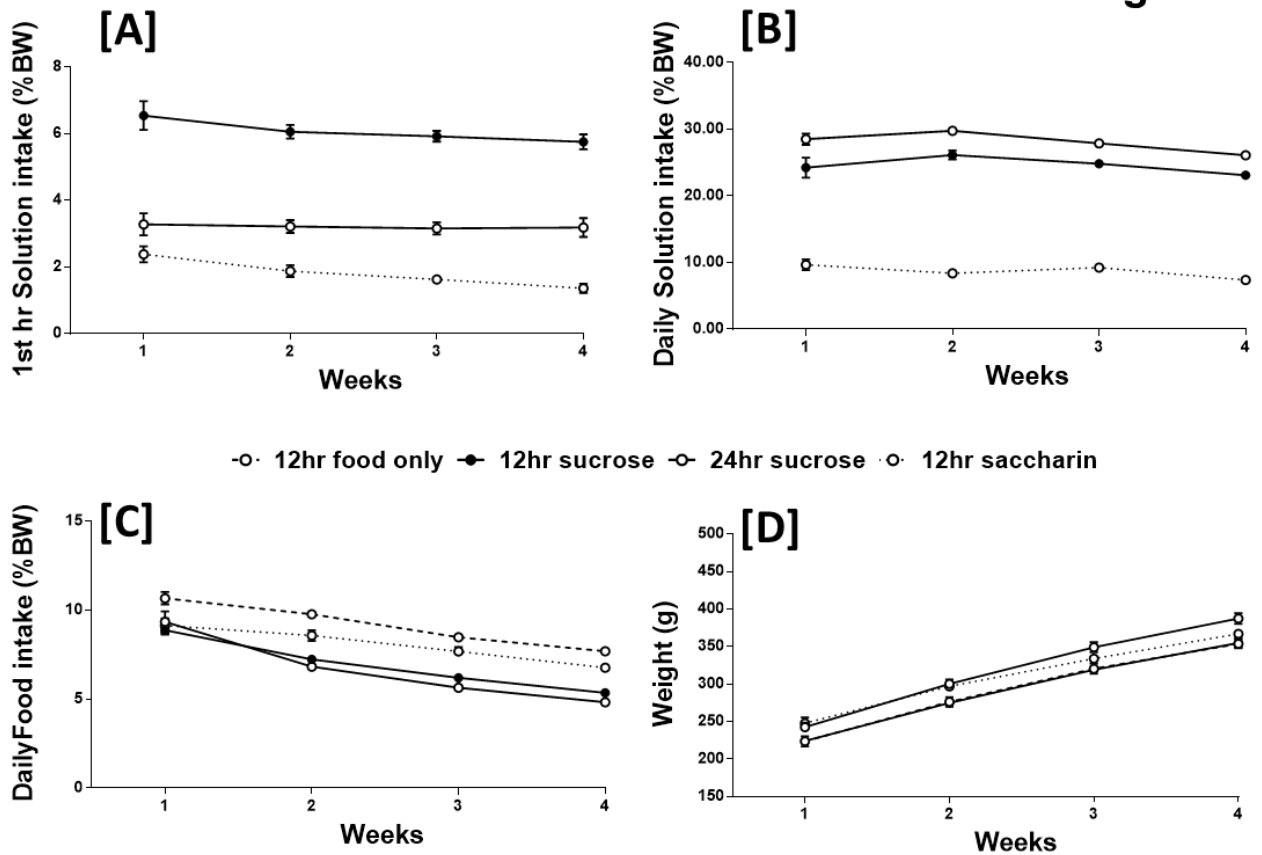 g
[A]
1st hr Solution intake (%BW)
8
6
4
2
0
1 2 3 4
Weeks
[B]
Daily Solution intake (%BW)
40.00
30.00
20.00
10.00
0.00
1 2 3 4
Weeks
12hr food only 12hr sucrose 24hr sucrose 12hr saccharin
[C]
DailyFood intake (%BW)
15
10
5
0
1 2 3 4
Weeks
[D]
Weight (g)
500
450
400
350
300
250
200
150
1 2 3 4
Weeks